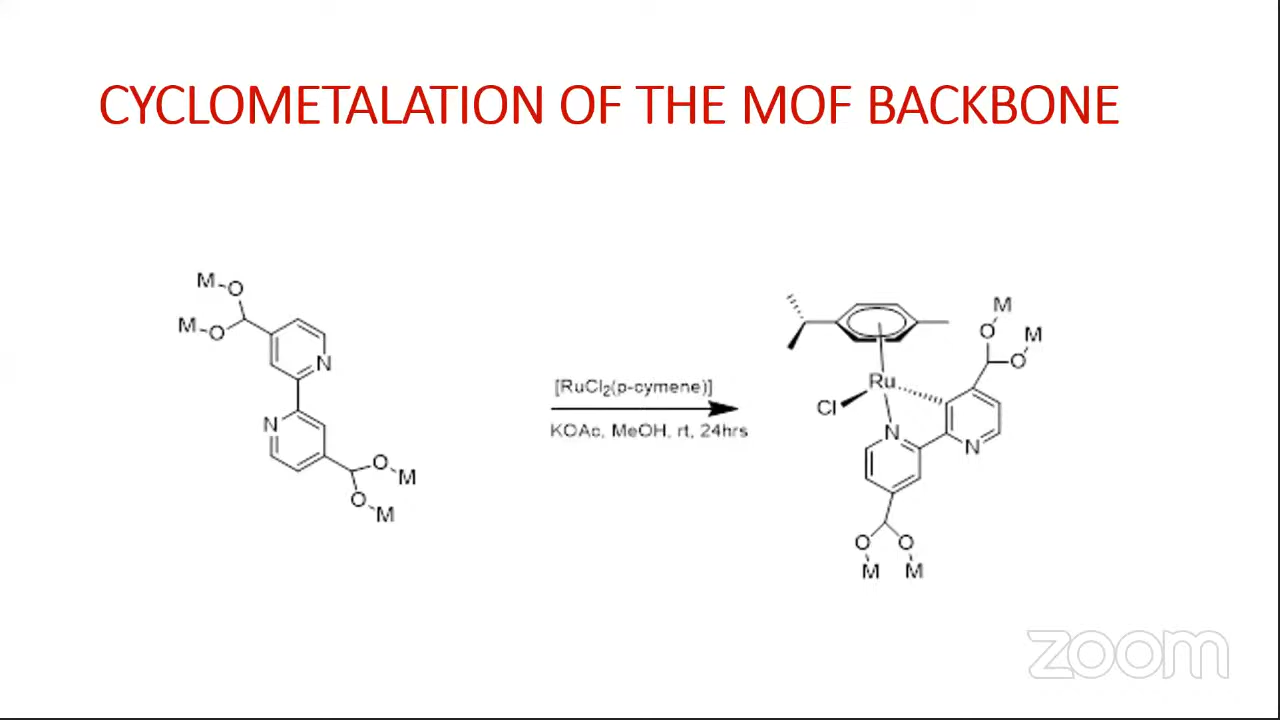 CYCLOMETALATION OF THE MOF BACKBONE
M
O
M
O
N
N
O
M
O
M
[RuCl2(p-cymene)]
KOAc, MeOH, rt, 24hrs
M
O
M
O
Ru
Cl
N
N
O
O
M
M
zoom